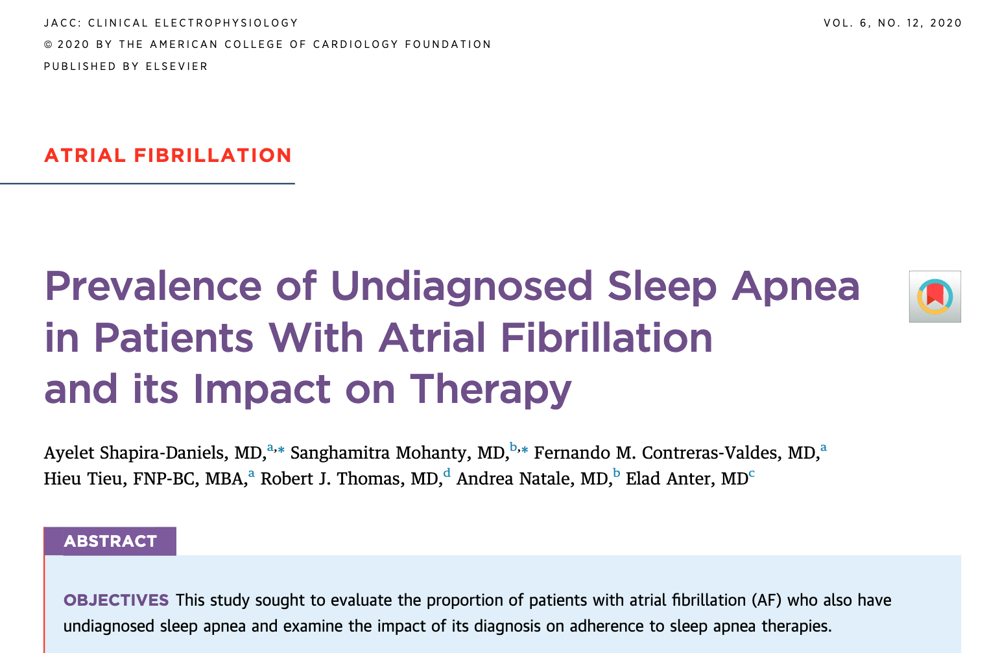 JACC: CLINICAL ELECTROPHYSIOLOGY
VOL. 6, NO. 12, 2020
© 2020 BY THE AMERICAN COLLEGE OF CARDIOLOGY FOUNDATION
PUBLISHED BY ELSEVIER
ATRIAL FIBRILLATION
Prevalence of Undiagnosed Sleep Apnea
in Patients With Atrial Fibrillation
and its Impact on Therapy
Ayelet Shapira-Daniels, MD,a,* Sanghamitra Mohanty, MD,b,* Fernando M. Contreras-Valdes, MD,a
Hieu Tieu, FNP-BC, MBA,a Robert J. Thomas, MD,d Andrea Natale, MD,b Elad Anter, MDc
ABSTRACT
OBJECTIVES This study sought to evaluate the proportion of patients with atrial fibrillation (AF) who also have
undiagnosed sleep apnea and examine the impact of its diagnosis on adherence to sleep apnea therapies.